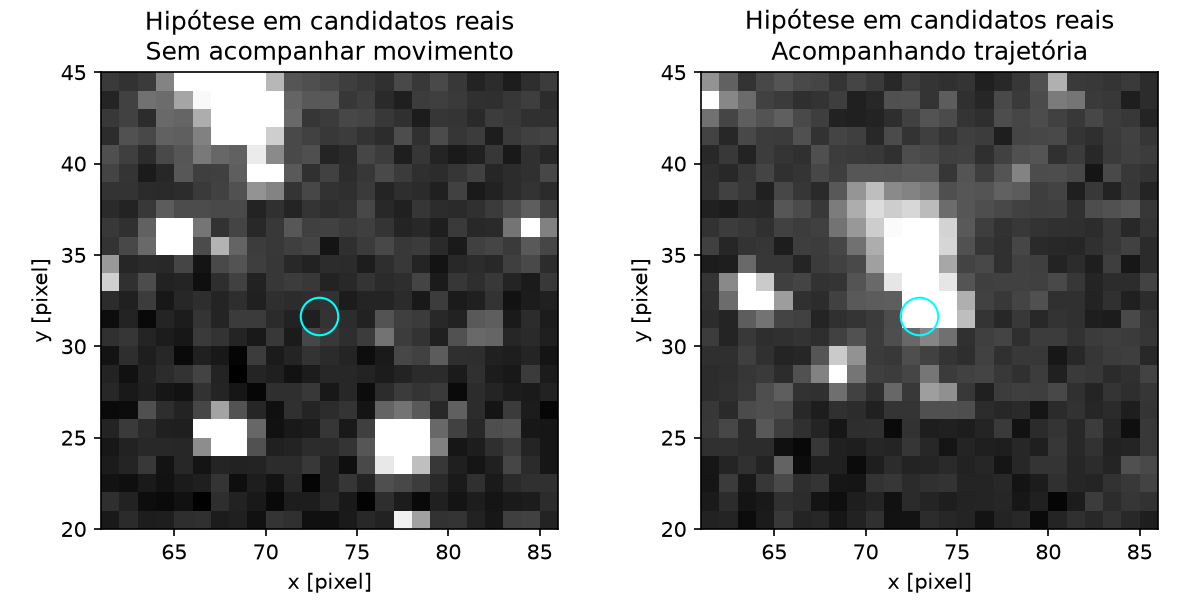 Hipótese em candidatos reais
Sem acompanhar movimento
45
40
35
30
25
20
65
70
75
80
85
y [pixel]
x [pixel]
Hipótese em candidatos reais
Acompanhando trajetória
45
40
35
30
25
20
65
70
75
80
85
y [pixel]
x [pixel]